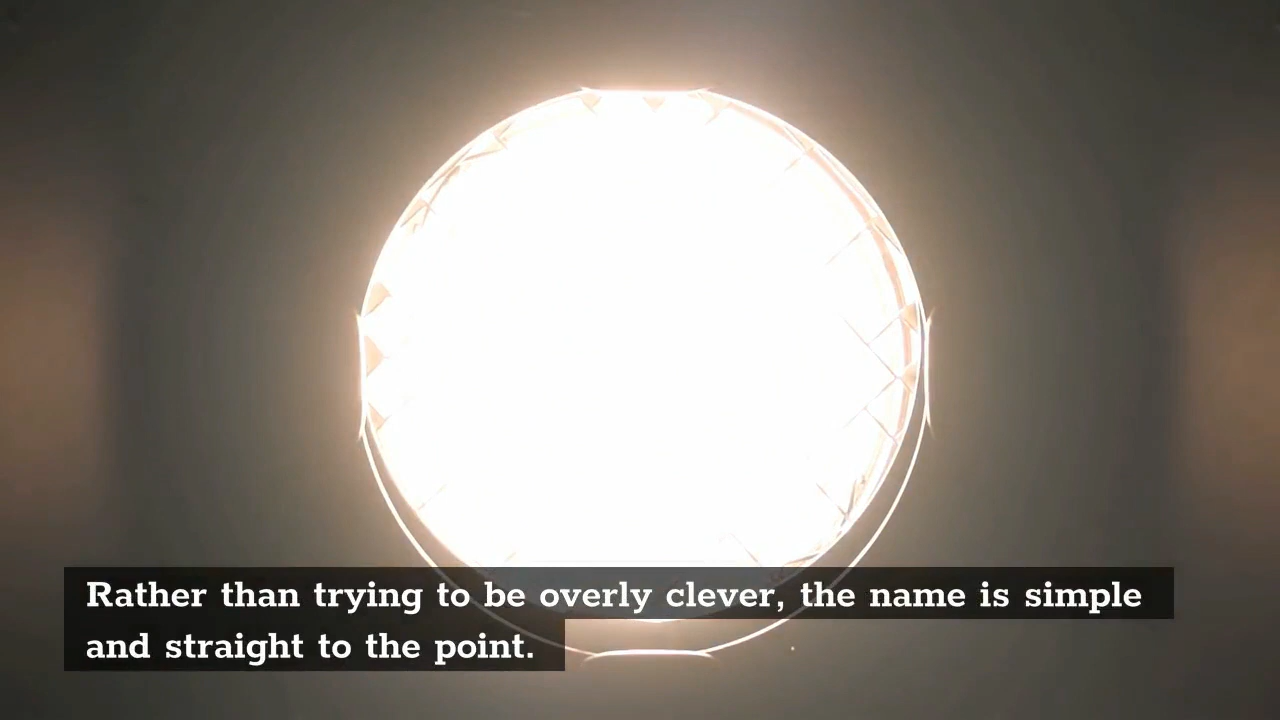 Rather than trying to be overly clever, the name is simple
and straight to the point.